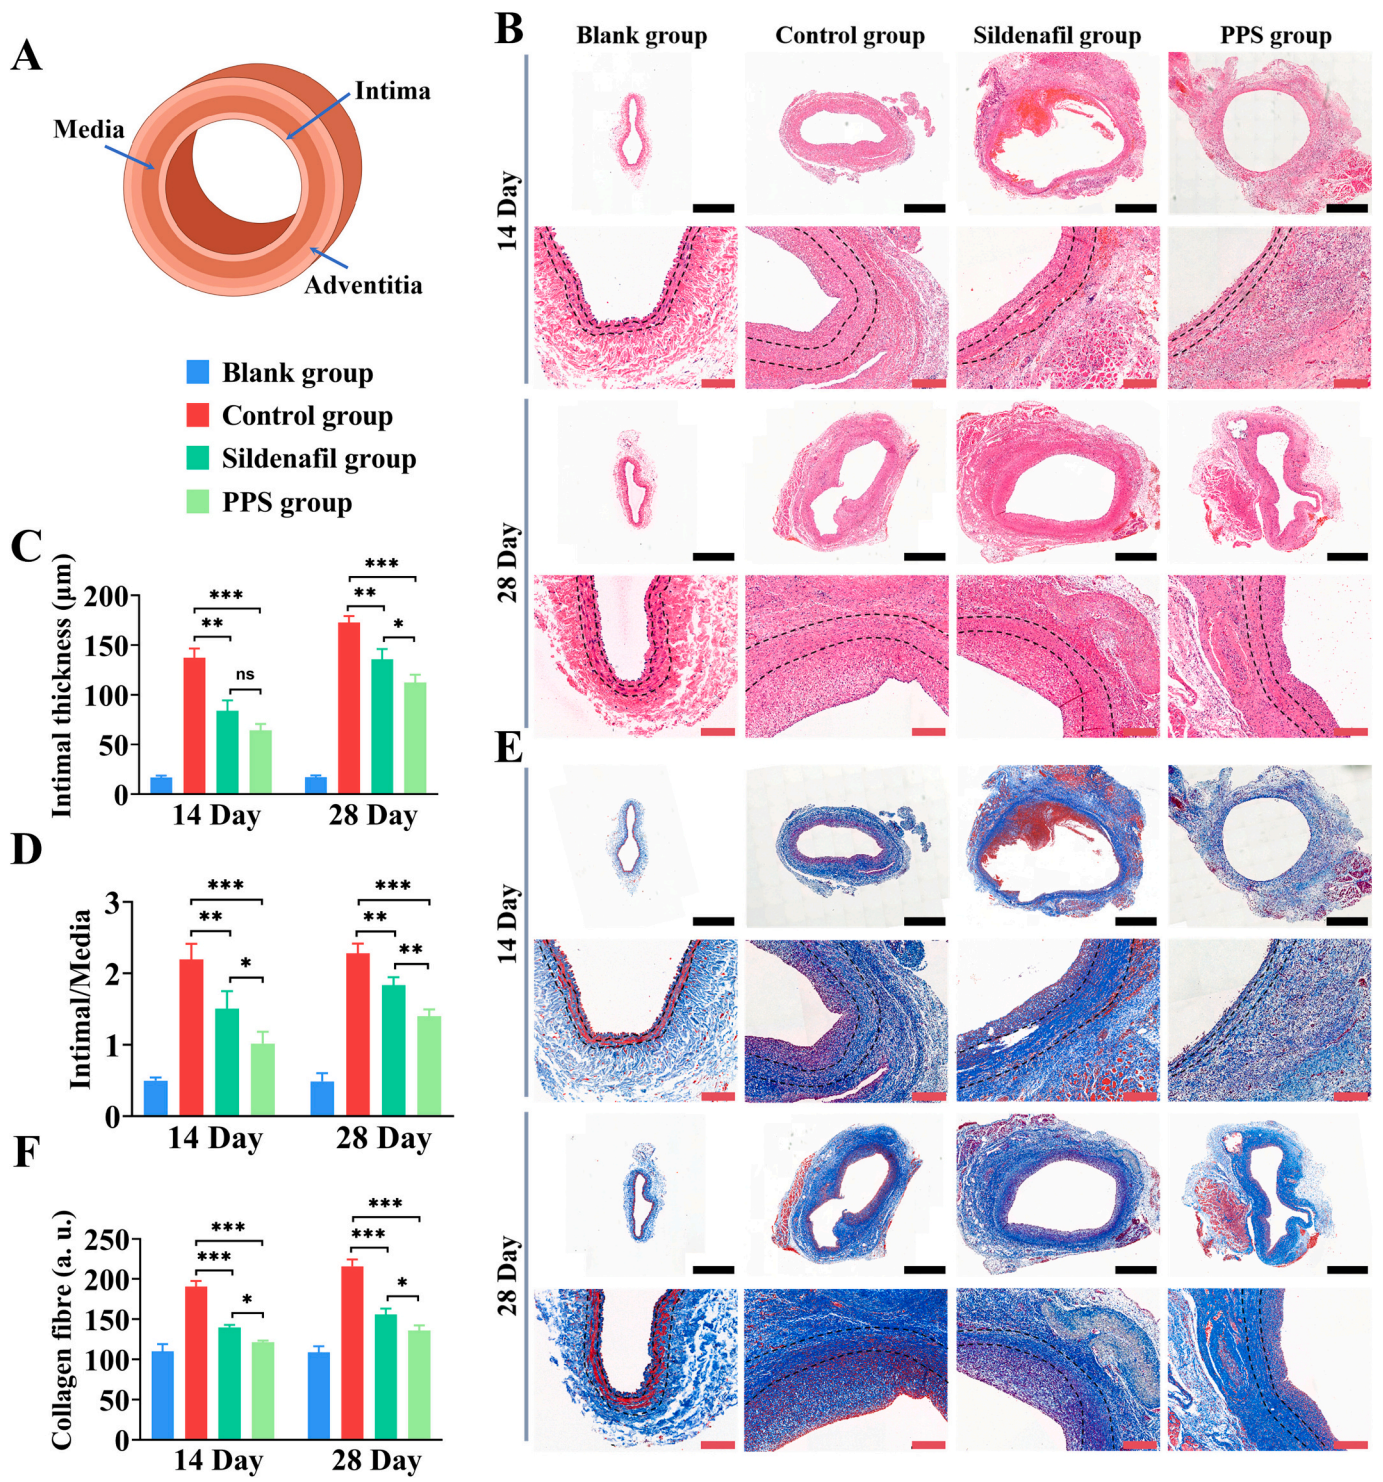 A
Intima
Media
Adventitia
Blank group
Control group
Sildenafil group
PPS group
B
Blank group
Control group
Sildenafil group
PPS group
14 Day
28 Day
C
Intimal thickness (μm)
200
150
100
50
0
***
**
ns
***
**
*
14 Day
28 Day
D
Intimal/Media
3
2
1
0
***
**
*
***
**
**
14 Day
28 Day
E
14 Day
28 Day
F
Collagen fibre (a. u.)
250
200
150
100
50
0
***
***
*
***
***
*
14 Day
28 Day